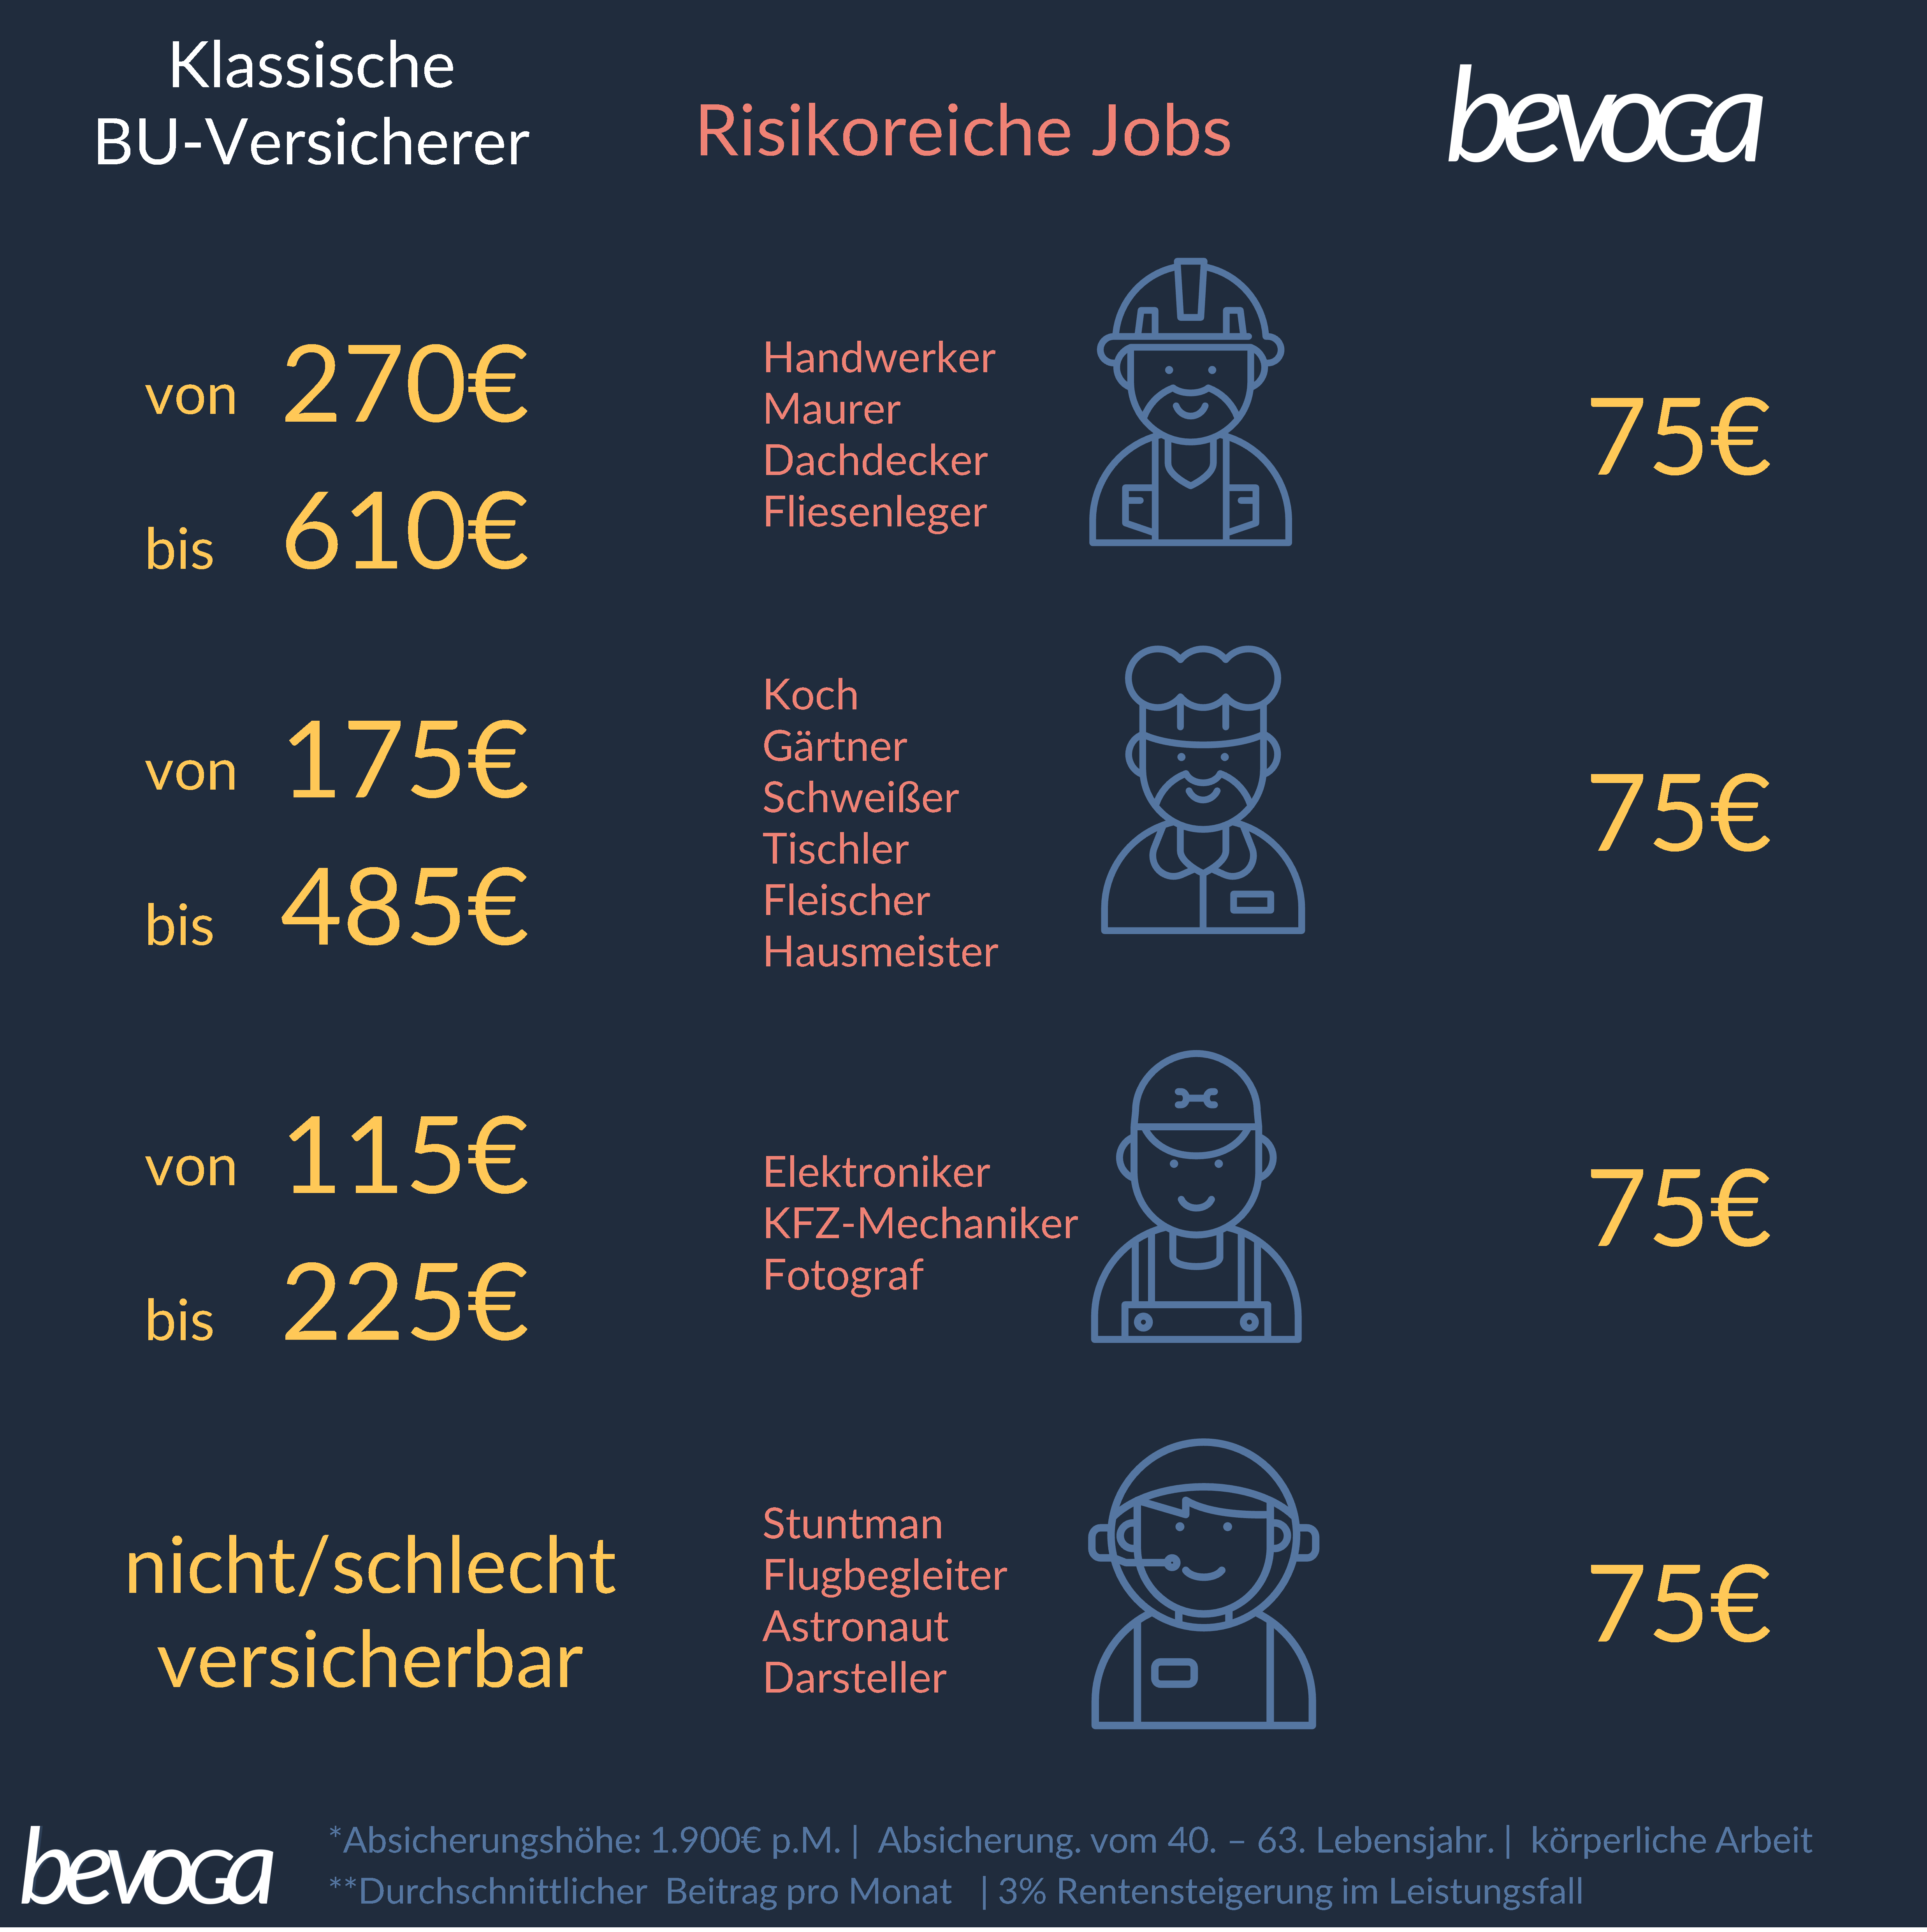 Klassische
BU-Versicherer
Risikoreiche Jobs
bevoga
von 270€
bis 610€
Handwerker
Maurer
Dachdecker
Fliesenleger
75€
von 175€
bis 485€
Koch
Gärtner
Schweißer
Tischler
Fleischer
Hausmeister
75€
von 115€
bis 225€
Elektroniker
KFZ-Mechaniker
Fotograf
75€
nicht/schlecht
versicherbar
Stuntman
Flugbegleiter
Astronaut
Darsteller
75€
bevoga
*Absicherungshöhe: 1.900€ p.M. | Absicherung. vom 40. – 63. Lebensjahr. | körperliche Arbeit
**Durchschnittlicher Beitrag pro Monat | 3% Rentensteigerung im Leistungsfall